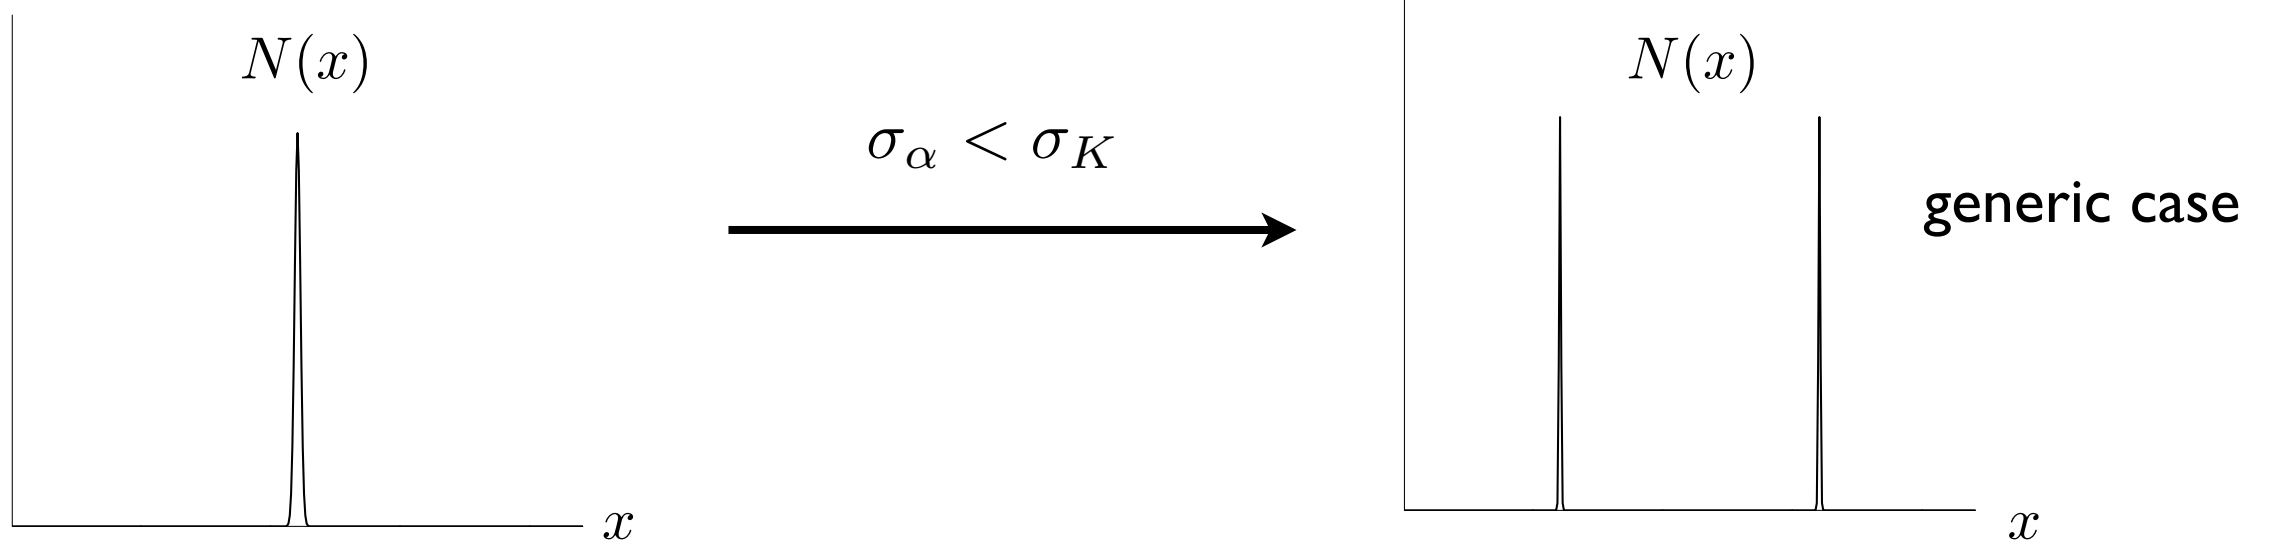 N(x)
x
σ_α < σ_K
N(x)
generic case
x